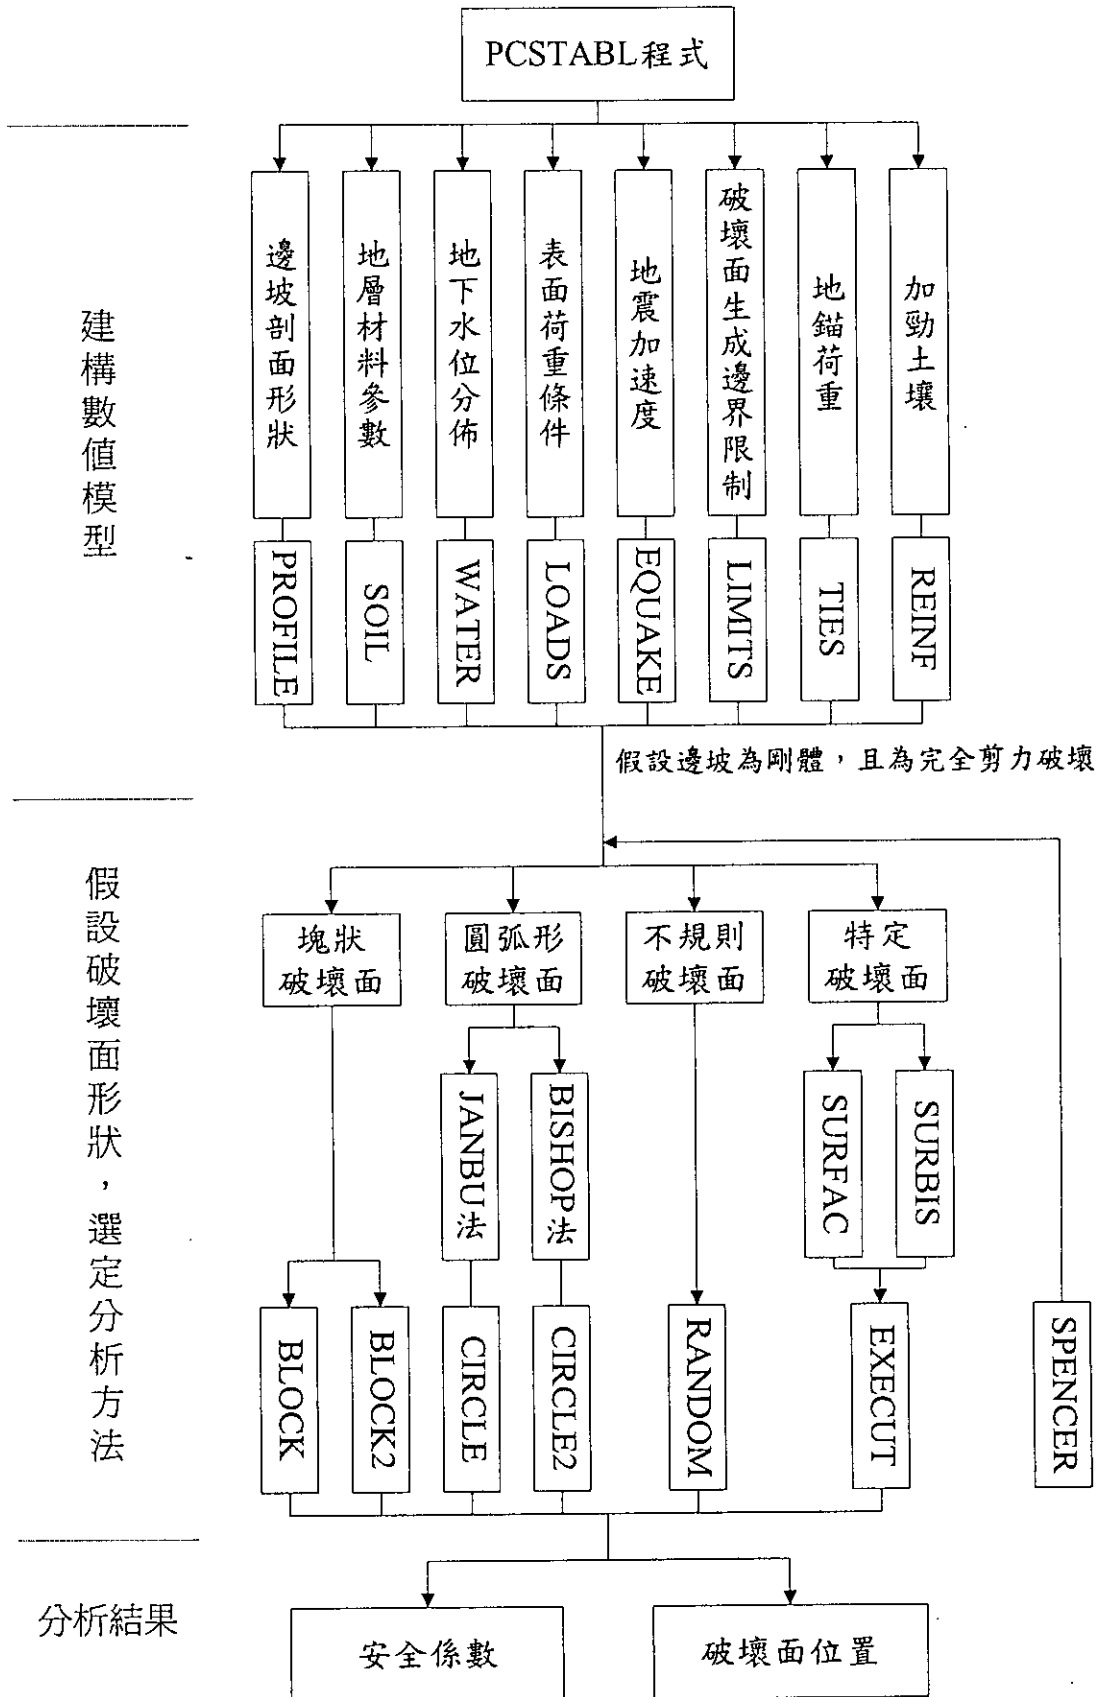 PCSTABL程式
建構數值模型
邊坡剖面形狀
地層材料參數
地下水位分佈
表面荷重條件
地震加速度
破壞面生成邊界限制
地錨荷重
加勁土壤
PROFILE
SOIL
WATER
LOADS
EQUAKE
LIMITS
TIES
REINF
假設邊坡為剛體，且為完全剪力破壞
假設破壞面形狀，選定分析方法
塊狀
破壞面
圓弧形
破壞面
不規則
破壞面
特定
破壞面
JANBU法
BISHOP法
SURFAC
SURBIS
BLOCK
BLOCK2
CIRCLE
CIRCLE2
RANDOM
EXECUT
SPENCER
分析結果
安全係數
破壞面位置